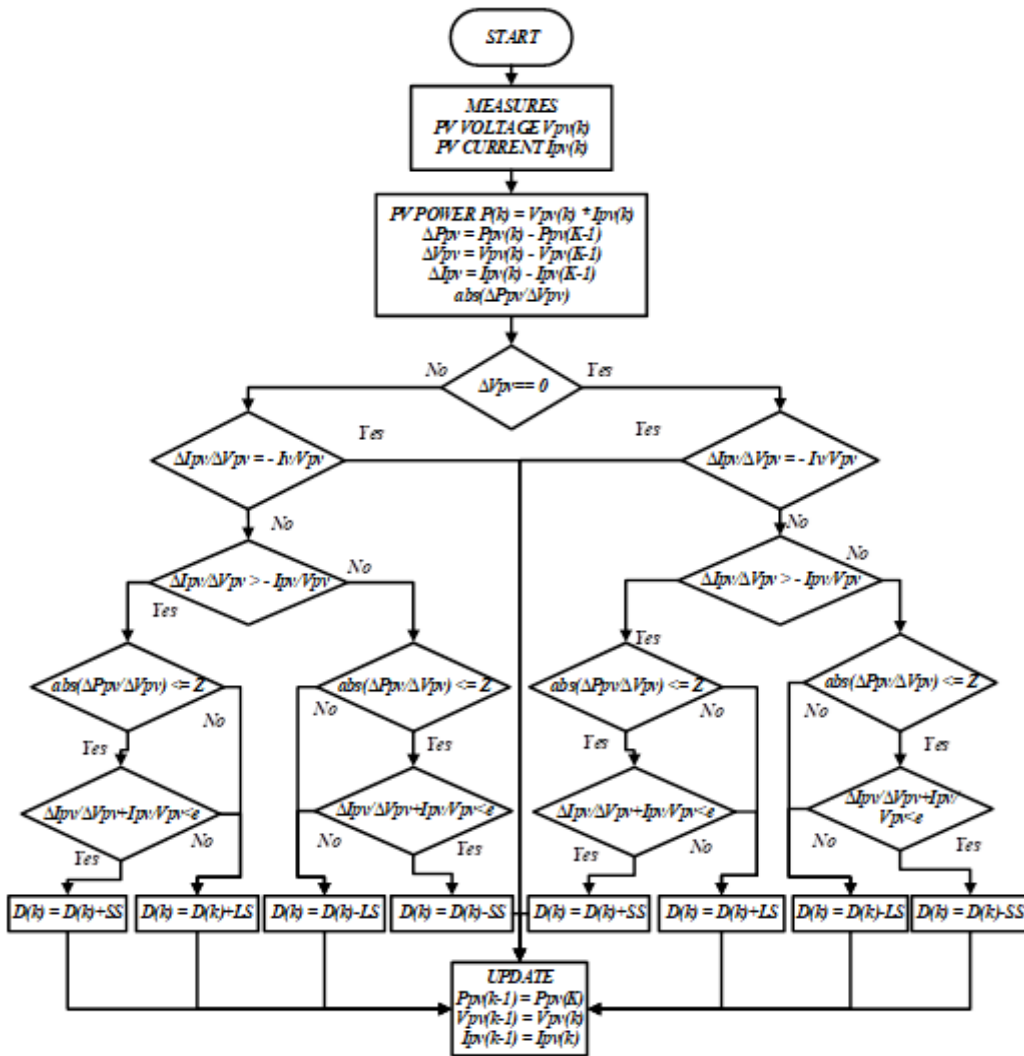 START
MEASURES
PV VOLTAGE Vpv(k)
PV CURRENT Ipv(k)
PV POWER P(k) = Vpv(k) * Ipv(k)
ΔPpv = Ppv(k) - Ppv(K-1)
ΔVpv = Vpv(k) - Vpv(K-1)
ΔIpv = Ipv(k) - Ipv(K-1)
abs(ΔPpv/ΔVpv)
No
ΔVpv== 0
Yes
ΔIpv/ΔVpv = - Iv/Vpv
Yes
Yes
ΔIpv/ΔVpv = - Iv/Vpv
No
No
ΔIpv/ΔVpv > - Ipv/Vpv
No
ΔIpv/ΔVpv > - Ipv/Vpv
No
Yes
Yes
abs(ΔPpv/ΔVpv) <= Z
abs(ΔPpv/ΔVpv) <= Z
abs(ΔPpv/ΔVpv) <= Z
abs(ΔPpv/ΔVpv) <= Z
No
No
No
No
Yes
Yes
Yes
Yes
ΔIpv/ΔVpv+Ipv/Vpv<e
ΔIpv/ΔVpv+Ipv/Vpv<e
ΔIpv/ΔVpv+Ipv/Vpv<e
ΔIpv/ΔVpv+Ipv/
Vpv<e
Yes
No
No
Yes
Yes
No
No
Yes
D(k) = D(k)+SS
D(k) = D(k)+LS
D(k) = D(k)-LS
D(k) = D(k)-SS
D(k) = D(k)+SS
D(k) = D(k)+LS
D(k) = D(k)-LS
D(k) = D(k)-SS
UPDATE
Ppv(k-1) = Ppv(K)
Vpv(k-1) = Vpv(k)
Ipv(k-1) = Ipv(k)